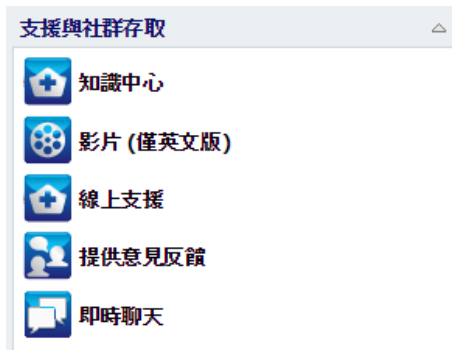 支援與社群存取
知識中心
影片 (僅英文版)
線上支援
提供意見反饋
即時聊天